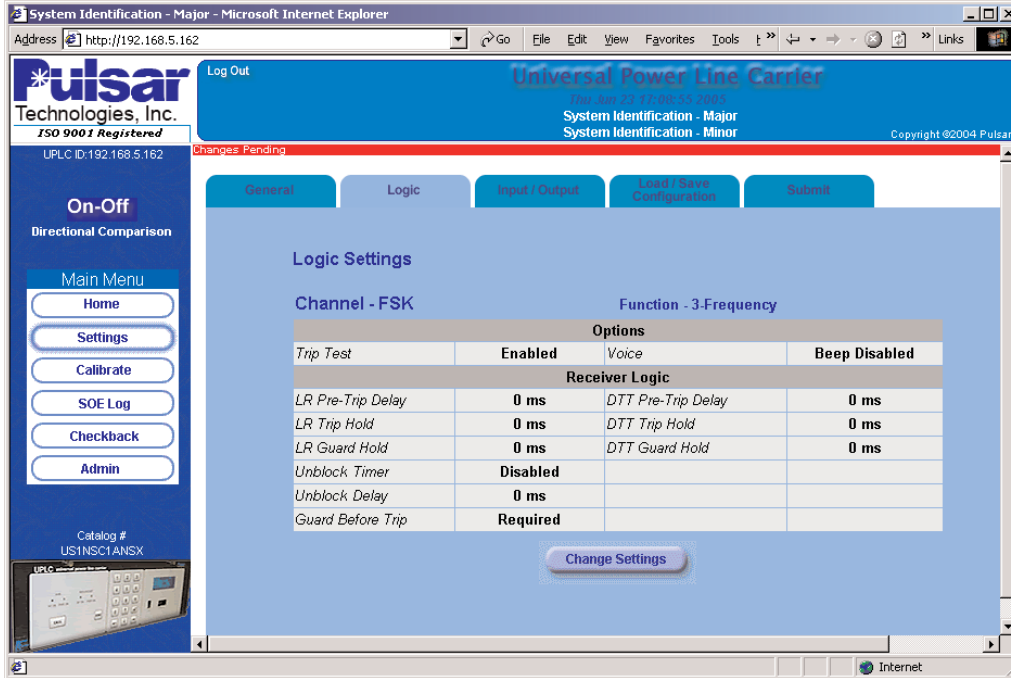 System Identification - Major - Microsoft Internet Explorer
Address http://192.168.5.162 Go File Edit View Favorites Tools » Links
Pulsar
Technologies, Inc.
ISO 9001 Registered
Log Out
Universal Power Line Carrier
Thu Jun 23 17:08:55 2005
System Identification - Major
System Identification - Minor
Copyright ©2004 Pulsar
UPLC ID:192.168.5.162
Changes Pending
General Logic Input / Output Load / Save Configuration Submit
On-Off
Directional Comparison
Main Menu
Home
Settings
Calibrate
SOE Log
Checkback
Admin
Catalog #
US1NSC1ANSX
UPLC
Logic Settings
Channel - FSK Function - 3-Frequency
Options
Trip Test Enabled Voice Beep Disabled
Receiver Logic
LR Pre-Trip Delay 0 ms DTT Pre-Trip Delay 0 ms
LR Trip Hold 0 ms DTT Trip Hold 0 ms
LR Guard Hold 0 ms DTT Guard Hold 0 ms
Unblock Timer Disabled
Unblock Delay 0 ms
Guard Before Trip Required
Change Settings
Internet